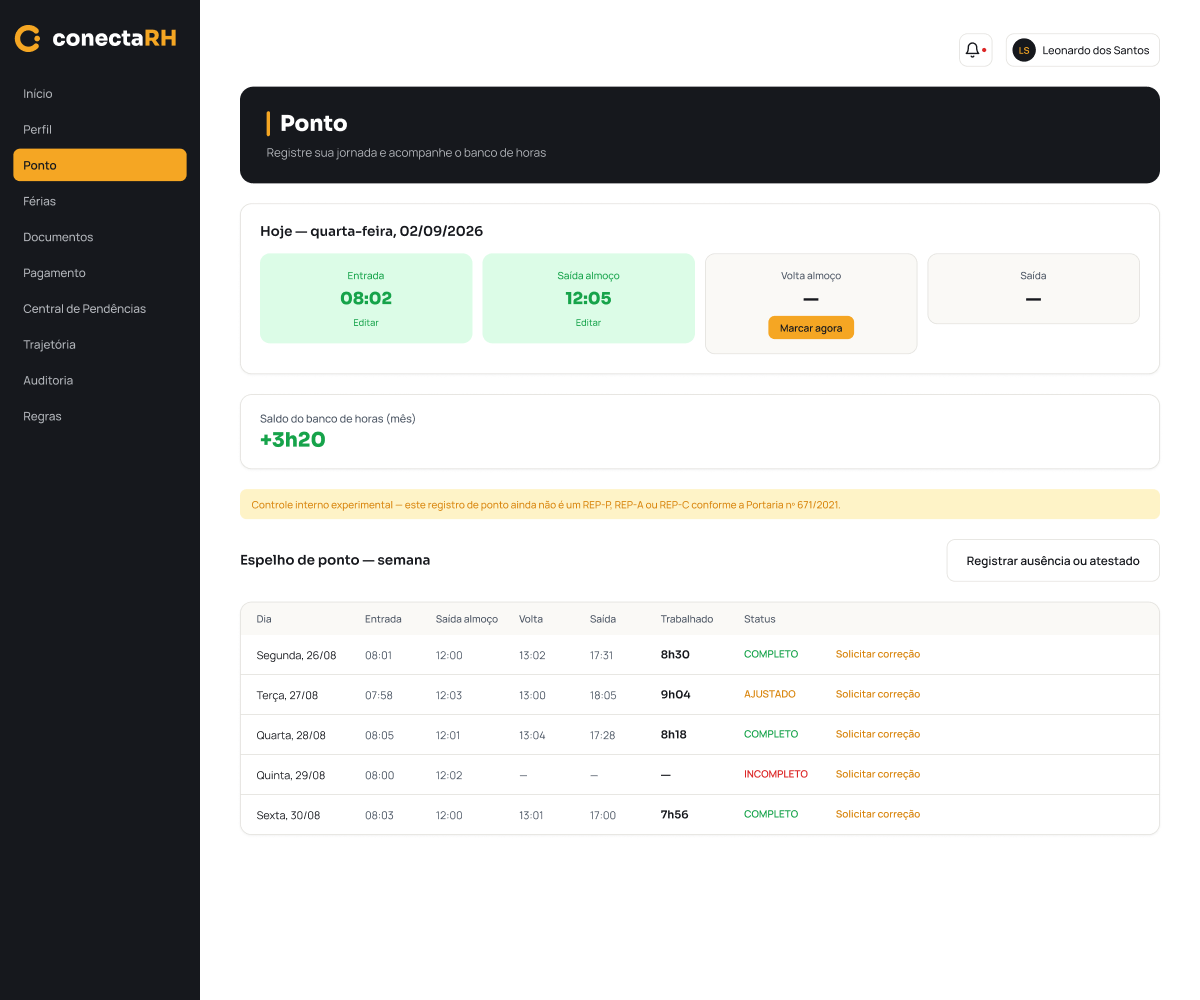 conectaRH
Leonardo dos Santos
LS
Início
Perfil
Ponto
Férias
Documentos
Pagamento
Central de Pendências
Trajetória
Auditoria
Regras
Ponto
Registre sua jornada e acompanhe o banco de horas
Hoje — quarta-feira, 02/09/2026
Entrada
08:02
Editar
Saída almoço
12:05
Editar
Volta almoço
—
Marcar agora
Saída
—
Saldo do banco de horas (mês)
+3h20
Controle interno experimental — este registro de ponto ainda não é um REP-P, REP-A ou REP-C conforme a Portaria nº 671/2021.
Espelho de ponto — semana
Registrar ausência ou atestado
Dia Entrada Saída almoço Volta Saída Trabalhado Status
Segunda, 26/08 08:01 12:00 13:02 17:31 8h30 COMPLETO Solicitar correção
Terça, 27/08 07:58 12:03 13:00 18:05 9h04 AJUSTADO Solicitar correção
Quarta, 28/08 08:05 12:01 13:04 17:28 8h18 COMPLETO Solicitar correção
Quinta, 29/08 08:00 12:02 — — — INCOMPLETO Solicitar correção
Sexta, 30/08 08:03 12:00 13:01 17:00 7h56 COMPLETO Solicitar correção